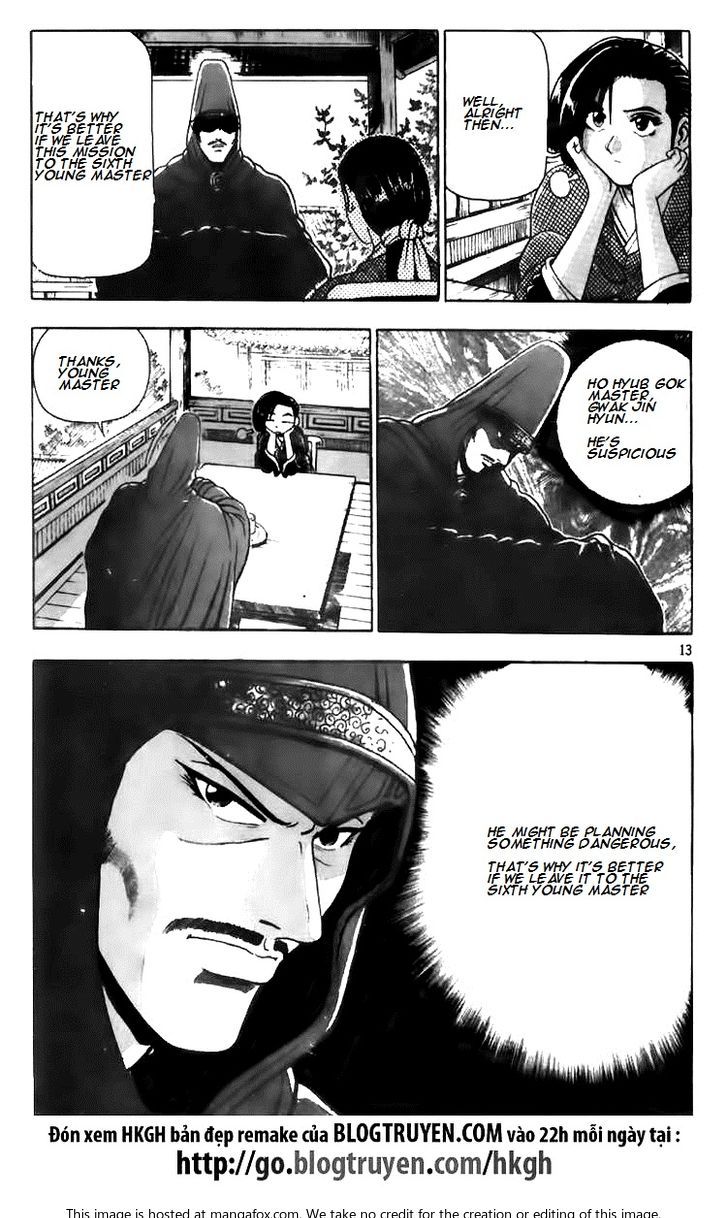 THAT'S WHY
IT'S BETTER
IF WE LEAVE
THIS MISSION
TO THE SIXTH
YOUNG MASTER
WELL,
ALRIGHT
THEN...
THANKS,
YOUNG
MASTER
HO HYUB GOK
MASTER,
GWAK JIN
HYUN...
HE'S
SUSPICIOUS
13
HE MIGHT BE PLANNING
SOMETHING DANGEROUS,
THAT'S WHY IT'S BETTER
IF WE LEAVE IT TO THE
SIXTH YOUNG MASTER
Đón xem HKGH bản đẹp remake của BLOGTRUYEN.COM vào 22h mỗi ngày tại :
http://go.blogtruyen.com/hkgh
This image is hosted at mangafox.com. We take no credit for the creation or editing of this image.